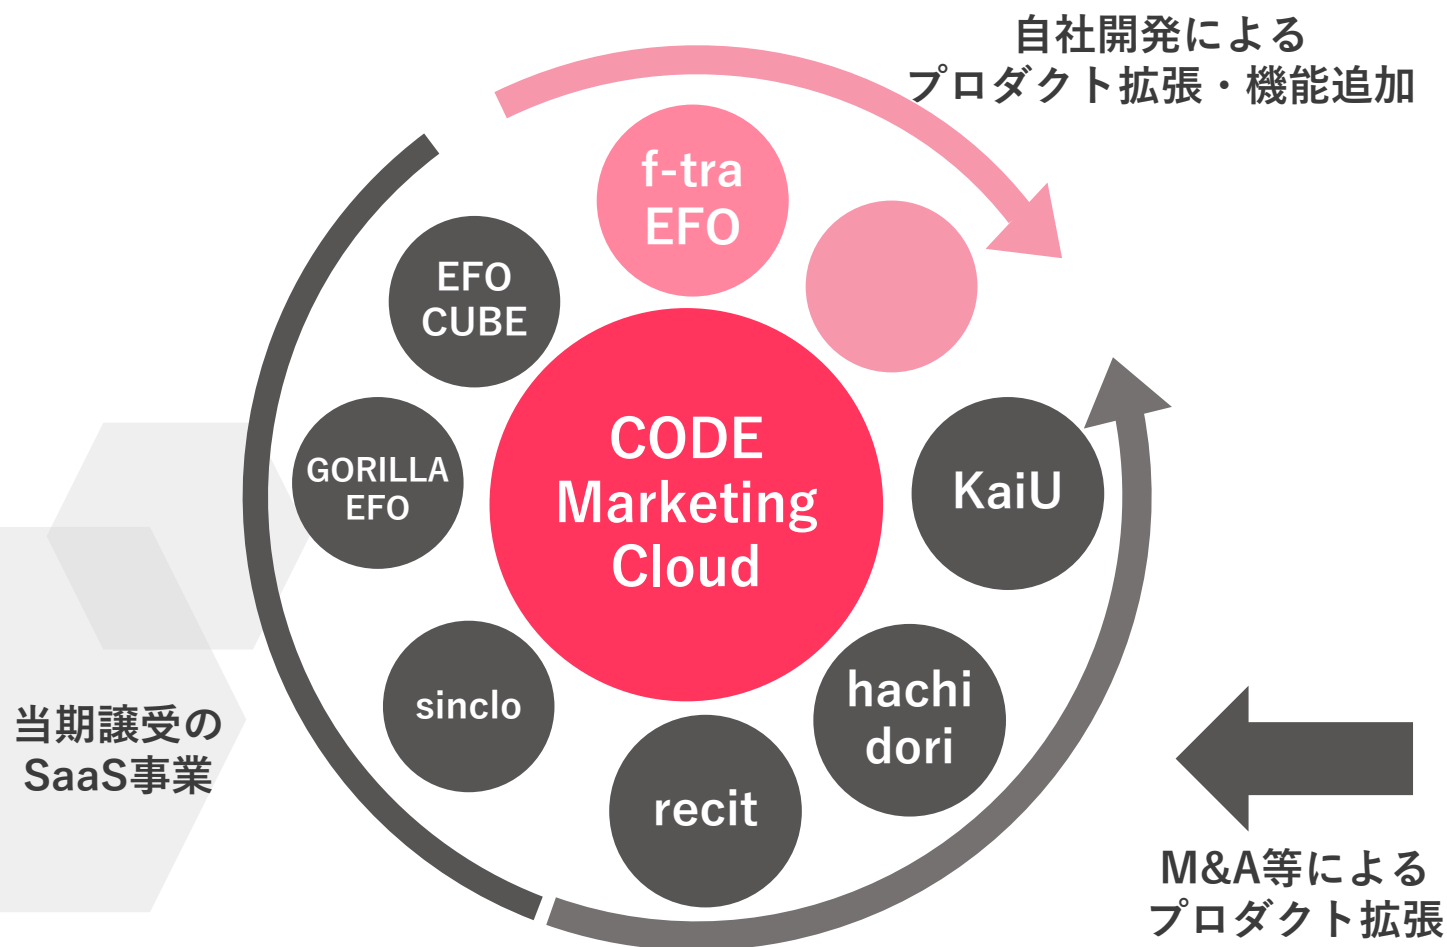 自社開発による
プロダクト拡張・機能追加
f-tra
EFO
EFO
CUBE
GORILLA
EFO
CODE
Marketing
Cloud
KaiU
sinclo
hachi
dori
recit
当期譲受の
SaaS事業
M&A等による
プロダクト拡張